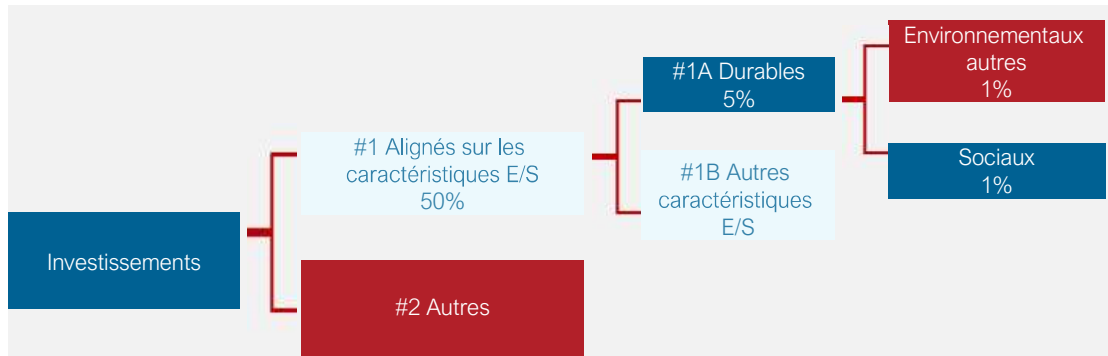 Investissements
#1 Alignés sur les
caractéristiques E/S
50%
#2 Autres
#1A Durables
5%
#1B Autres
caractéristiques
E/S
Environnementaux
autres
1%
Sociaux
1%